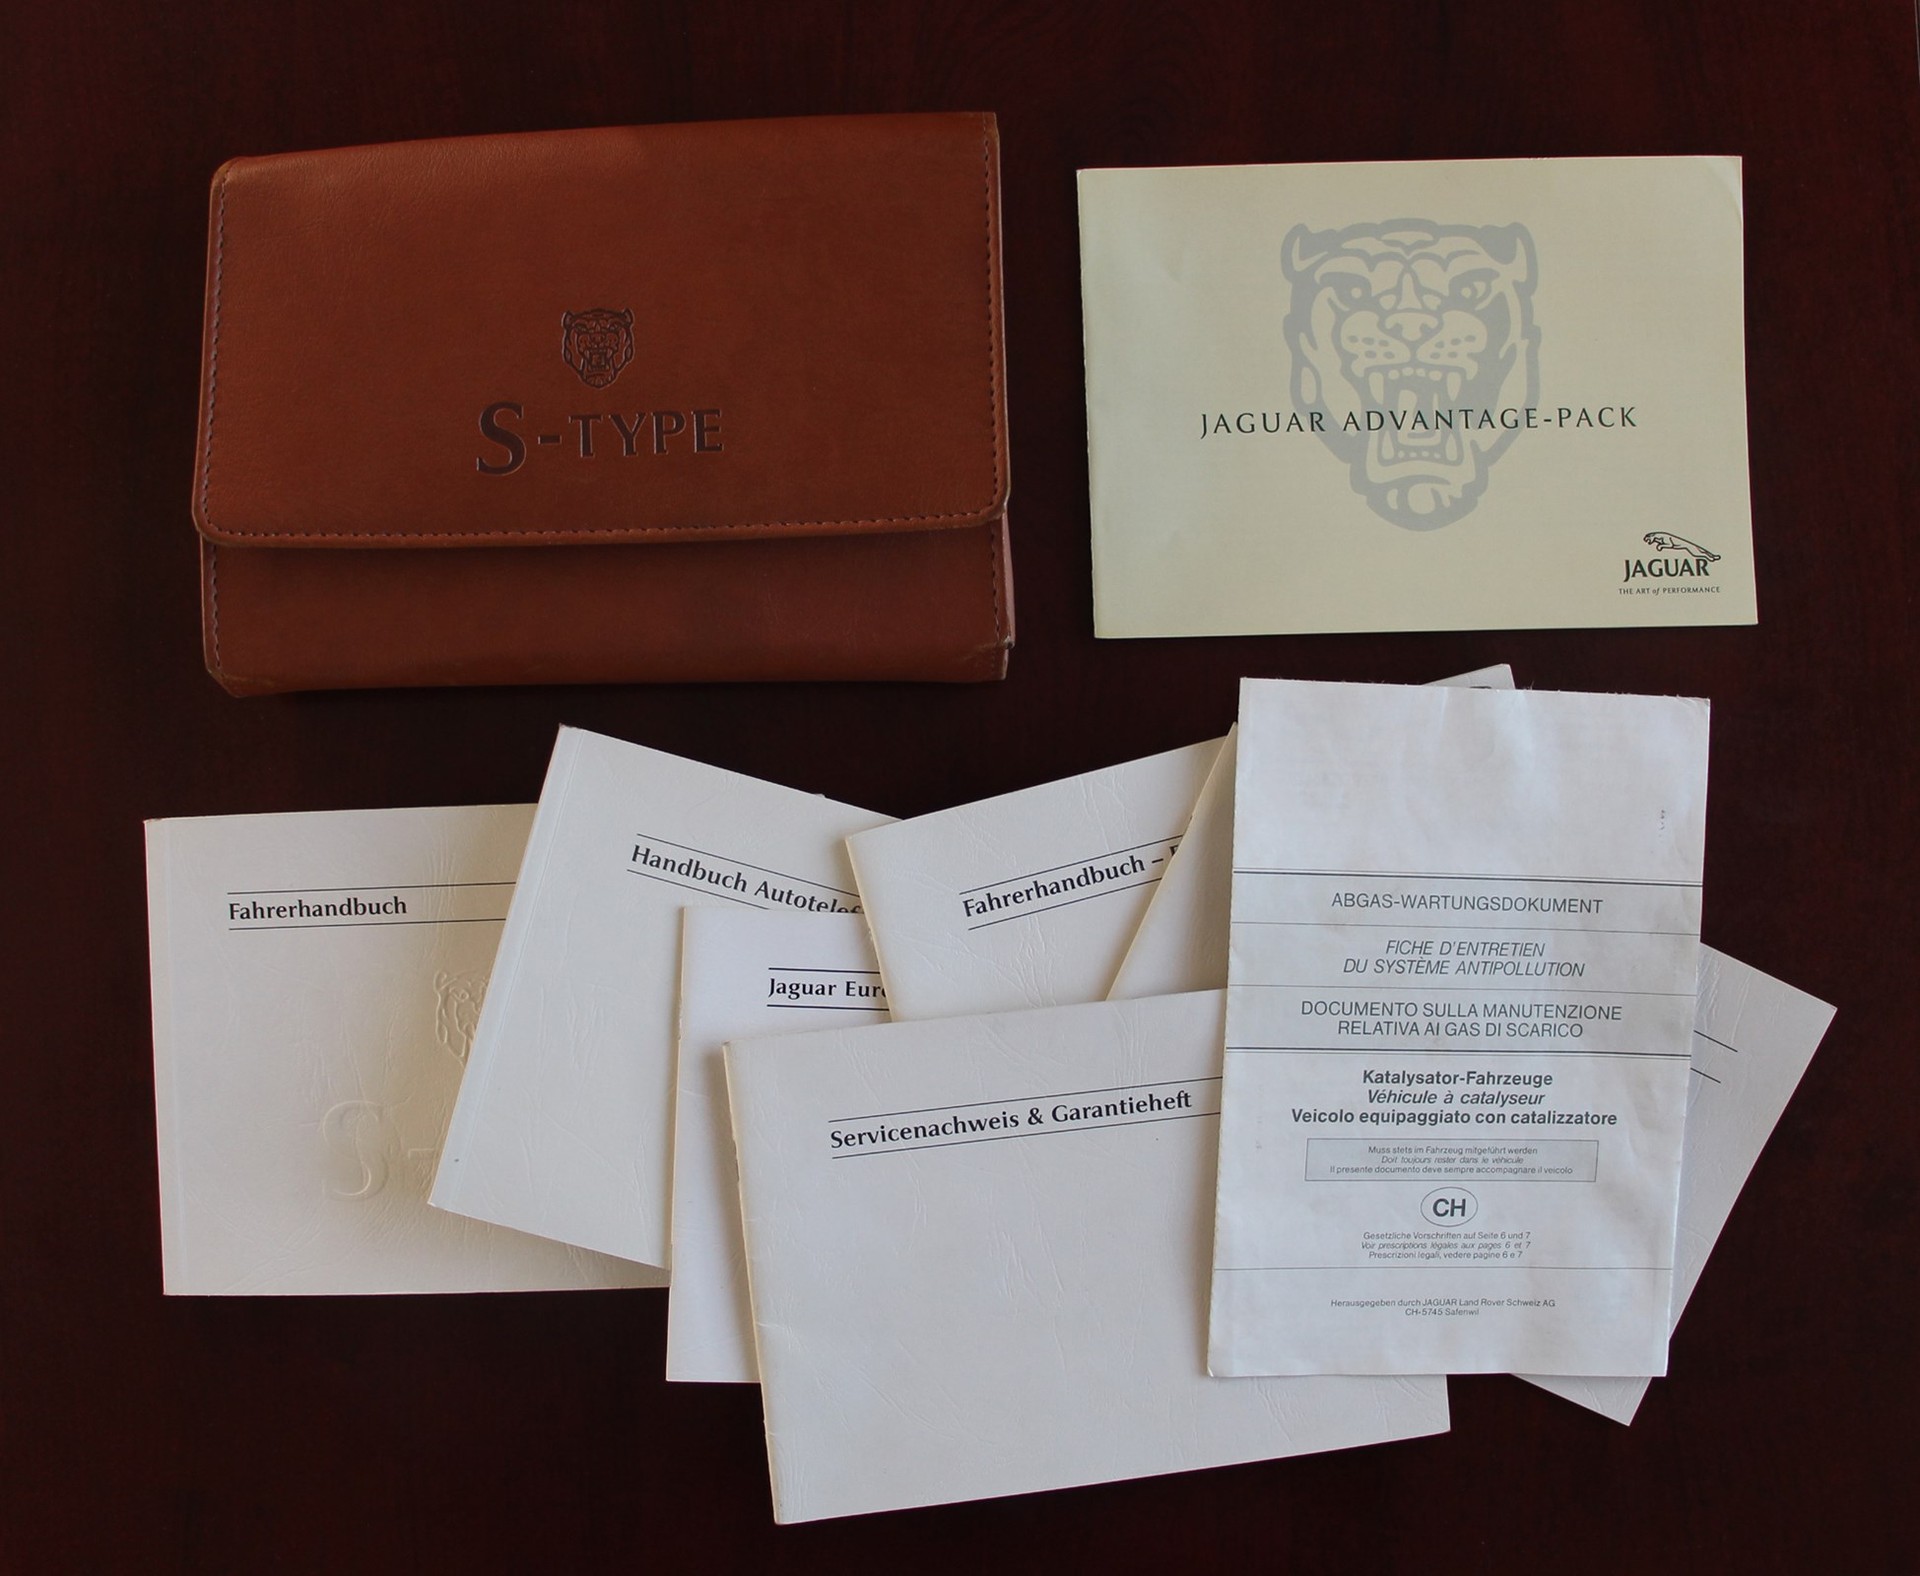 S-TYPE
JAGUAR ADVANTAGE-PACK
JAGUAR
THE ART of PERFORMANCE
Fahrerhandbuch
S-
Handbuch Autotelef
Jaguar Euro
Fahrerhandbuch –
Servicenachweis & Garantieheft
ABGAS-WARTUNGSDOKUMENT
FICHE D'ENTRETIEN
DU SYSTÈME ANTIPOLLUTION
DOCUMENTO SULLA MANUTENZIONE
RELATIVA AI GAS DI SCARICO
Katalysator-Fahrzeuge
Véhicule à catalyseur
Veicolo equipaggiato con catalizzatore
Muss stets im Fahrzeug mitgeführt werden
Doit toujours rester dans le véhicule
Il presente documento deve sempre accompagnare il veicolo
CH
Gesetzliche Vorschriften auf Seite 6 und 7
Voir prescriptions légales aux pages 6 et 7
Prescrizioni legali, vedere pagine 6 e 7
Herausgegeben durch JAGUAR Land Rover Schweiz AG
CH-5745 Safenwil